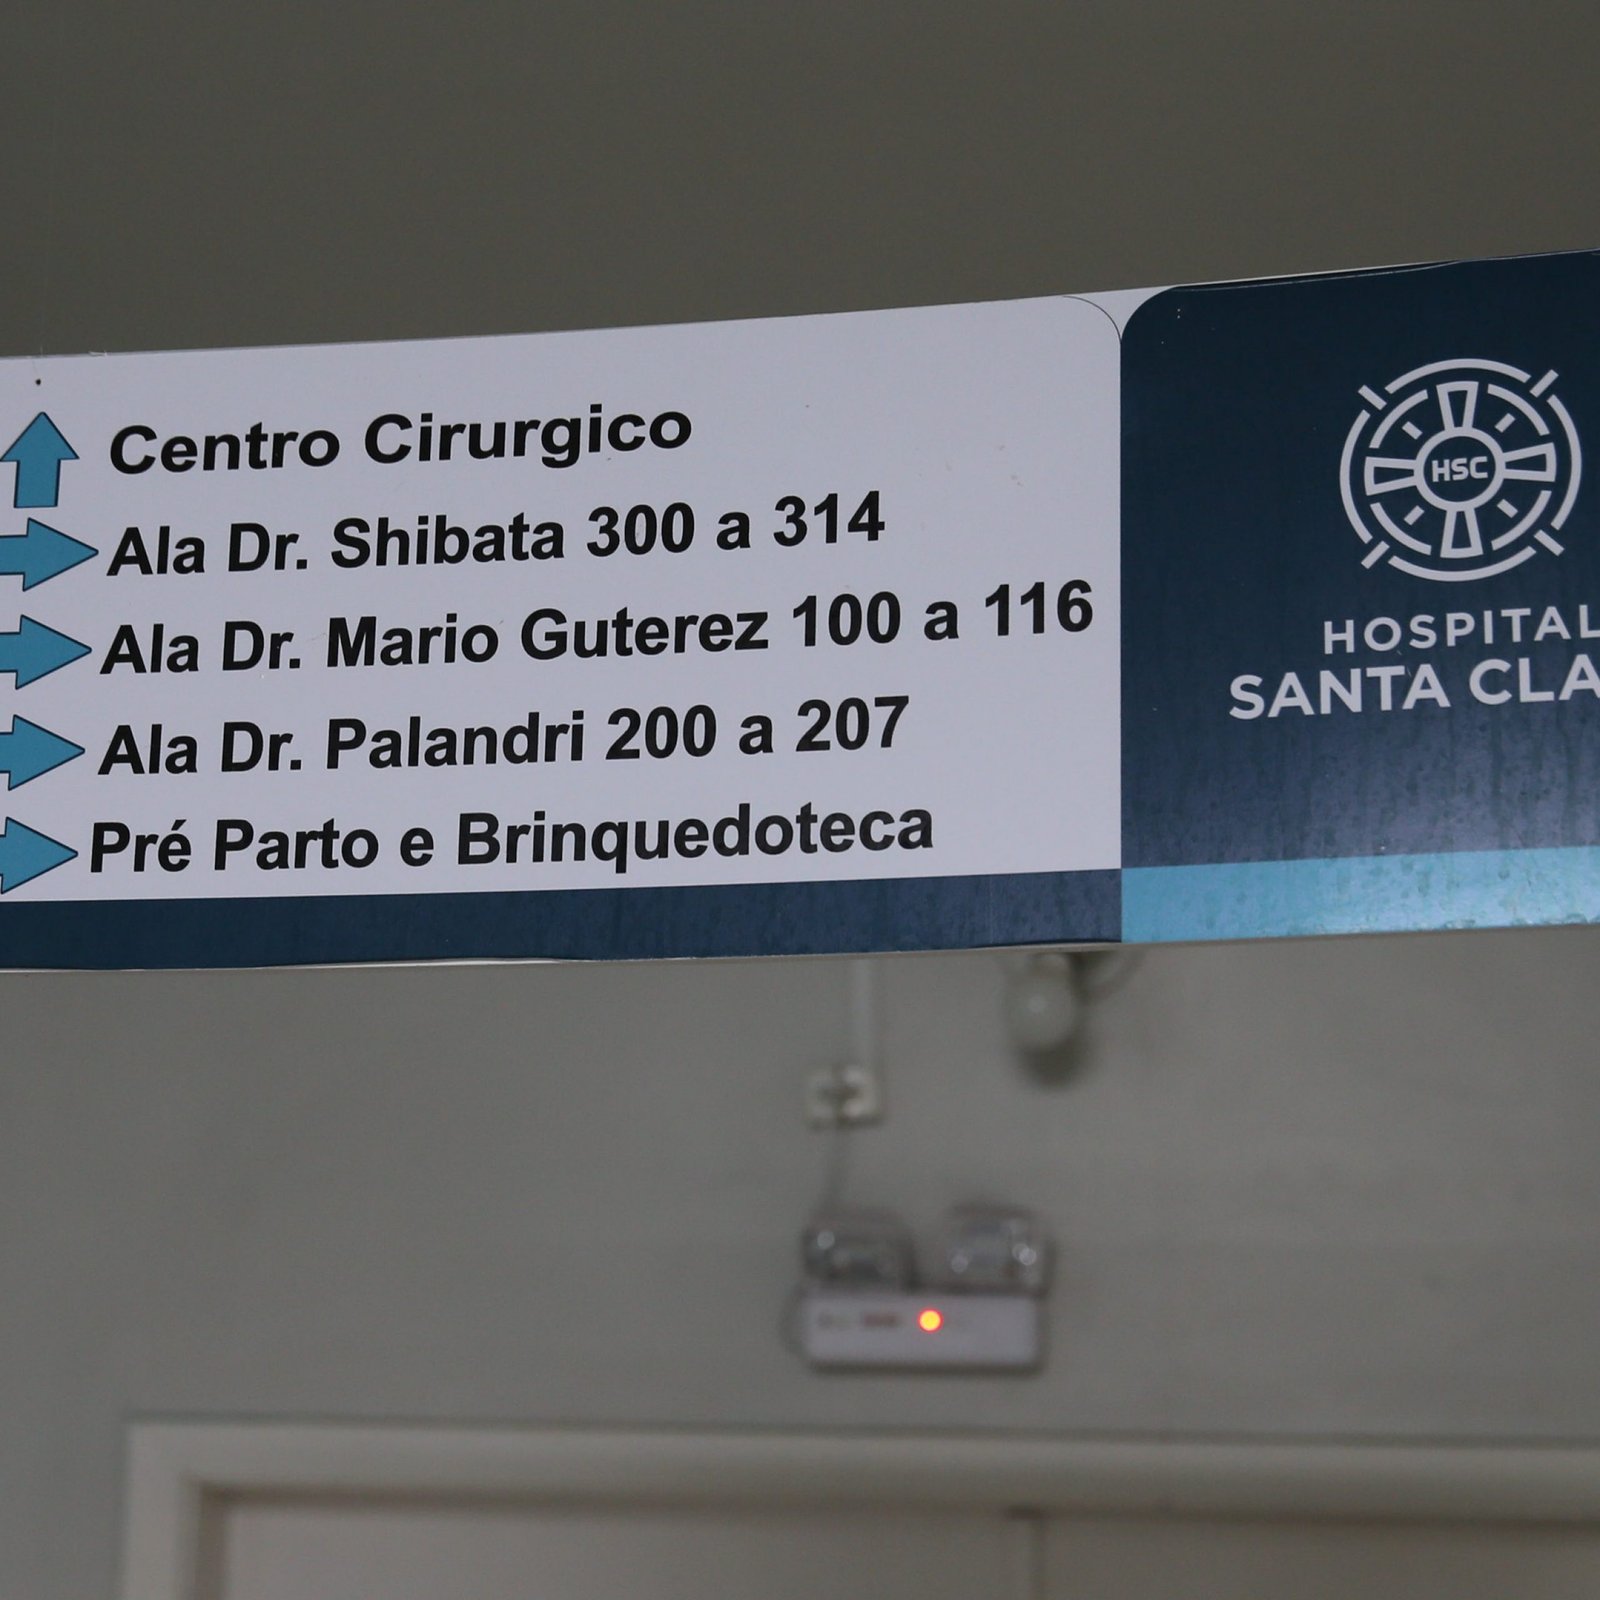 Centro Cirurgico
Ala Dr. Shibata 300 a 314
Ala Dr. Mario Guterez 100 a 116
Ala Dr. Palandri 200 a 207
Pré Parto e Brinquedoteca
HSC
HOSPITAL
SANTA CLA